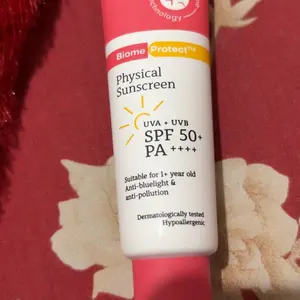 Technology
Biome Protect™
Physical
Sunscreen
UVA + UVB
SPF 50+
PA ++++
Suitable for 1+ year old
Anti-bluelight &
anti-pollution
Dermatologically tested
Hypoallergenic